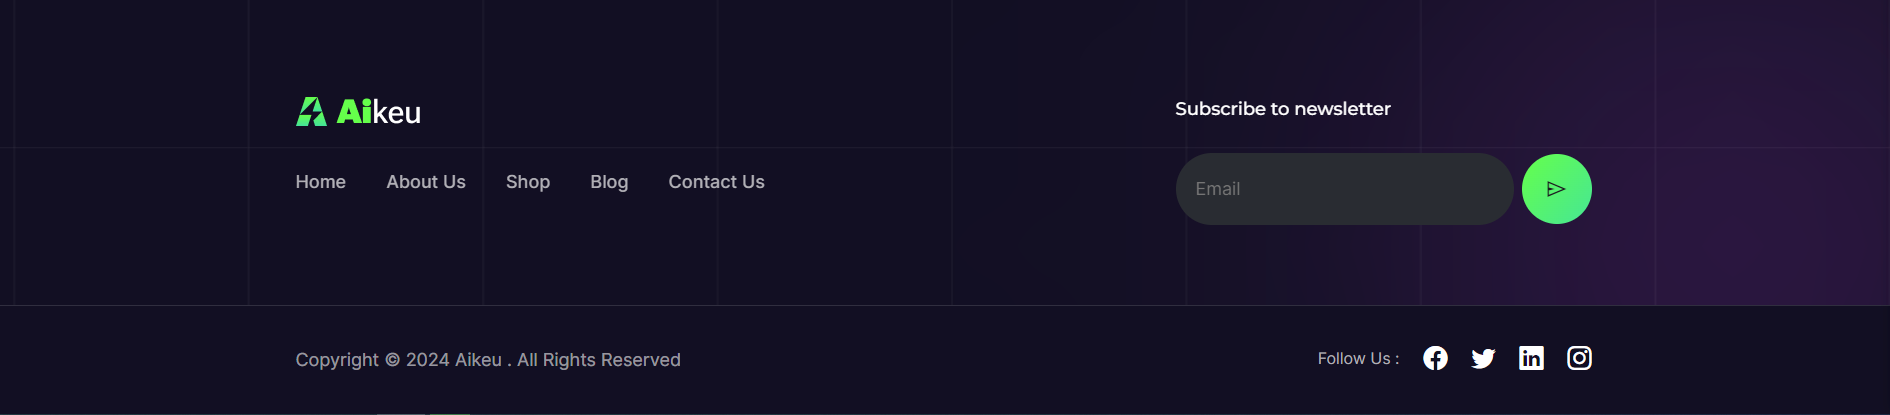 Aikeu
Home About Us Shop Blog Contact Us
Subscribe to newsletter
Email
Copyright © 2024 Aikeu . All Rights Reserved
Follow Us :